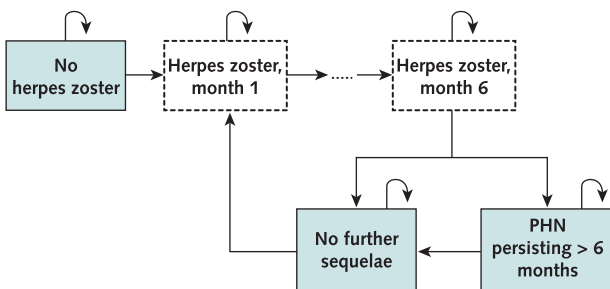 No
herpes zoster
Herpes zoster,
month 1
.....
Herpes zoster,
month 6
No further
sequelae
PHN
persisting > 6
months